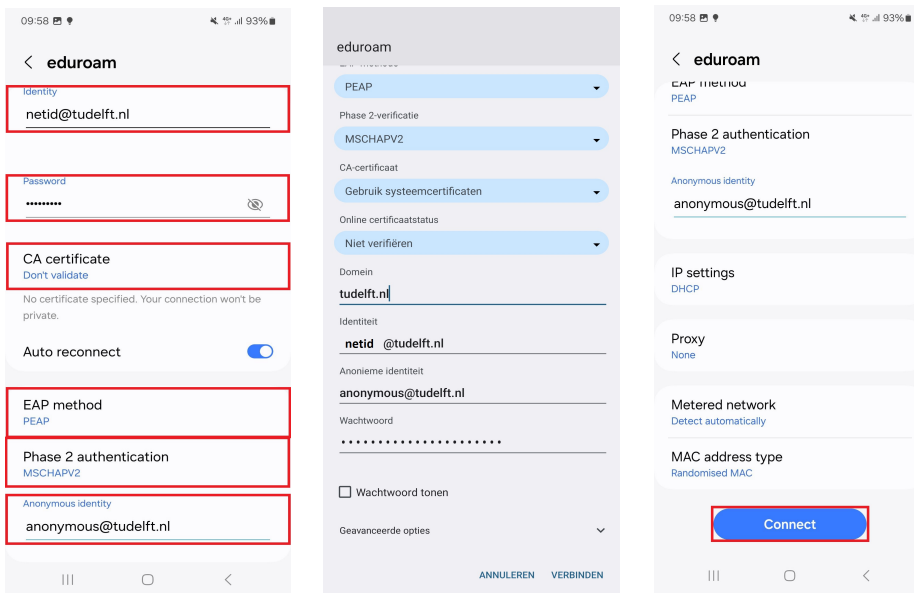 09:58
93%
eduroam
Identity
netid@tudelft.nl
Password
•••••••••
CA certificate
Don't validate
No certificate specified. Your connection won't be
private.
Auto reconnect
EAP method
PEAP
Phase 2 authentication
MSCHAPV2
Anonymous identity
anonymous@tudelft.nl
eduroam
PEAP
Phase 2-verificatie
MSCHAPV2
CA-certificaat
Gebruik systeemcertificaten
Online certificaatstatus
Niet verifiëren
Domein
tudelft.nl
Identiteit
netid @tudelft.nl
Anonieme identiteit
anonymous@tudelft.nl
Wachtwoord
••••••••••••••••••••••
Wachtwoord tonen
Geavanceerde opties
ANNULEREN VERBINDEN
09:58
93%
eduroam
EAP method
PEAP
Phase 2 authentication
MSCHAPV2
Anonymous identity
anonymous@tudelft.nl
IP settings
DHCP
Proxy
None
Metered network
Detect automatically
MAC address type
Randomised MAC
Connect